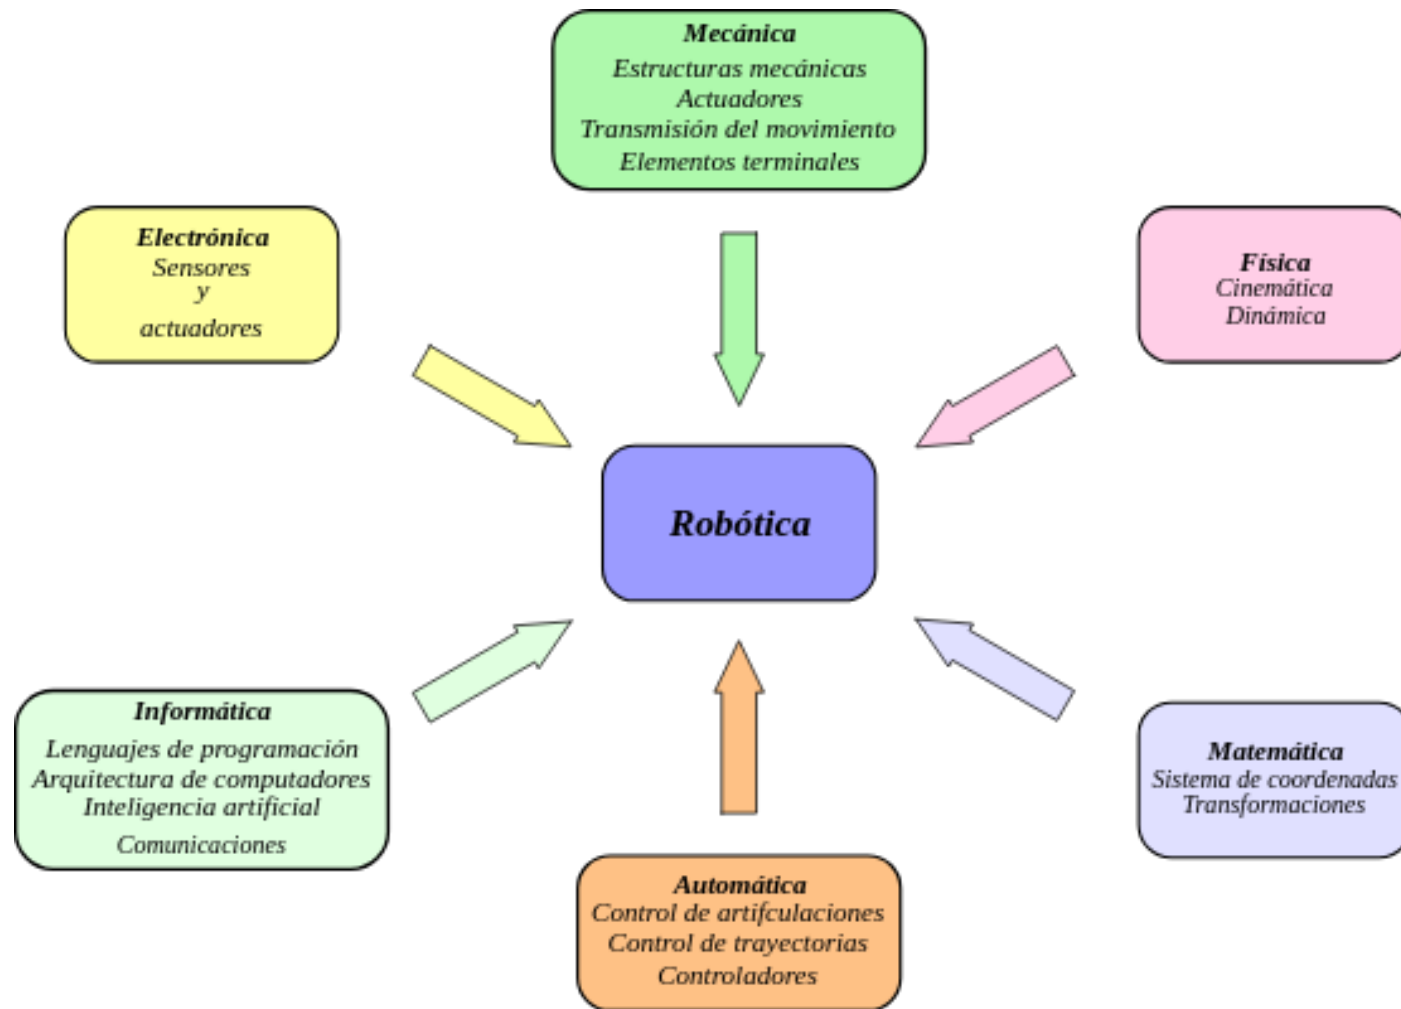 Mecánica
Estructuras mecánicas
Actuadores
Transmisión del movimiento
Elementos terminales
Electrónica
Sensores
y
actuadores
Física
Cinemática
Dinámica
Robótica
Informática
Lenguajes de programación
Arquitectura de computadores
Inteligencia artificial
Comunicaciones
Matemática
Sistema de coordenadas
Transformaciones
Automática
Control de artifculaciones
Control de trayectorias
Controladores